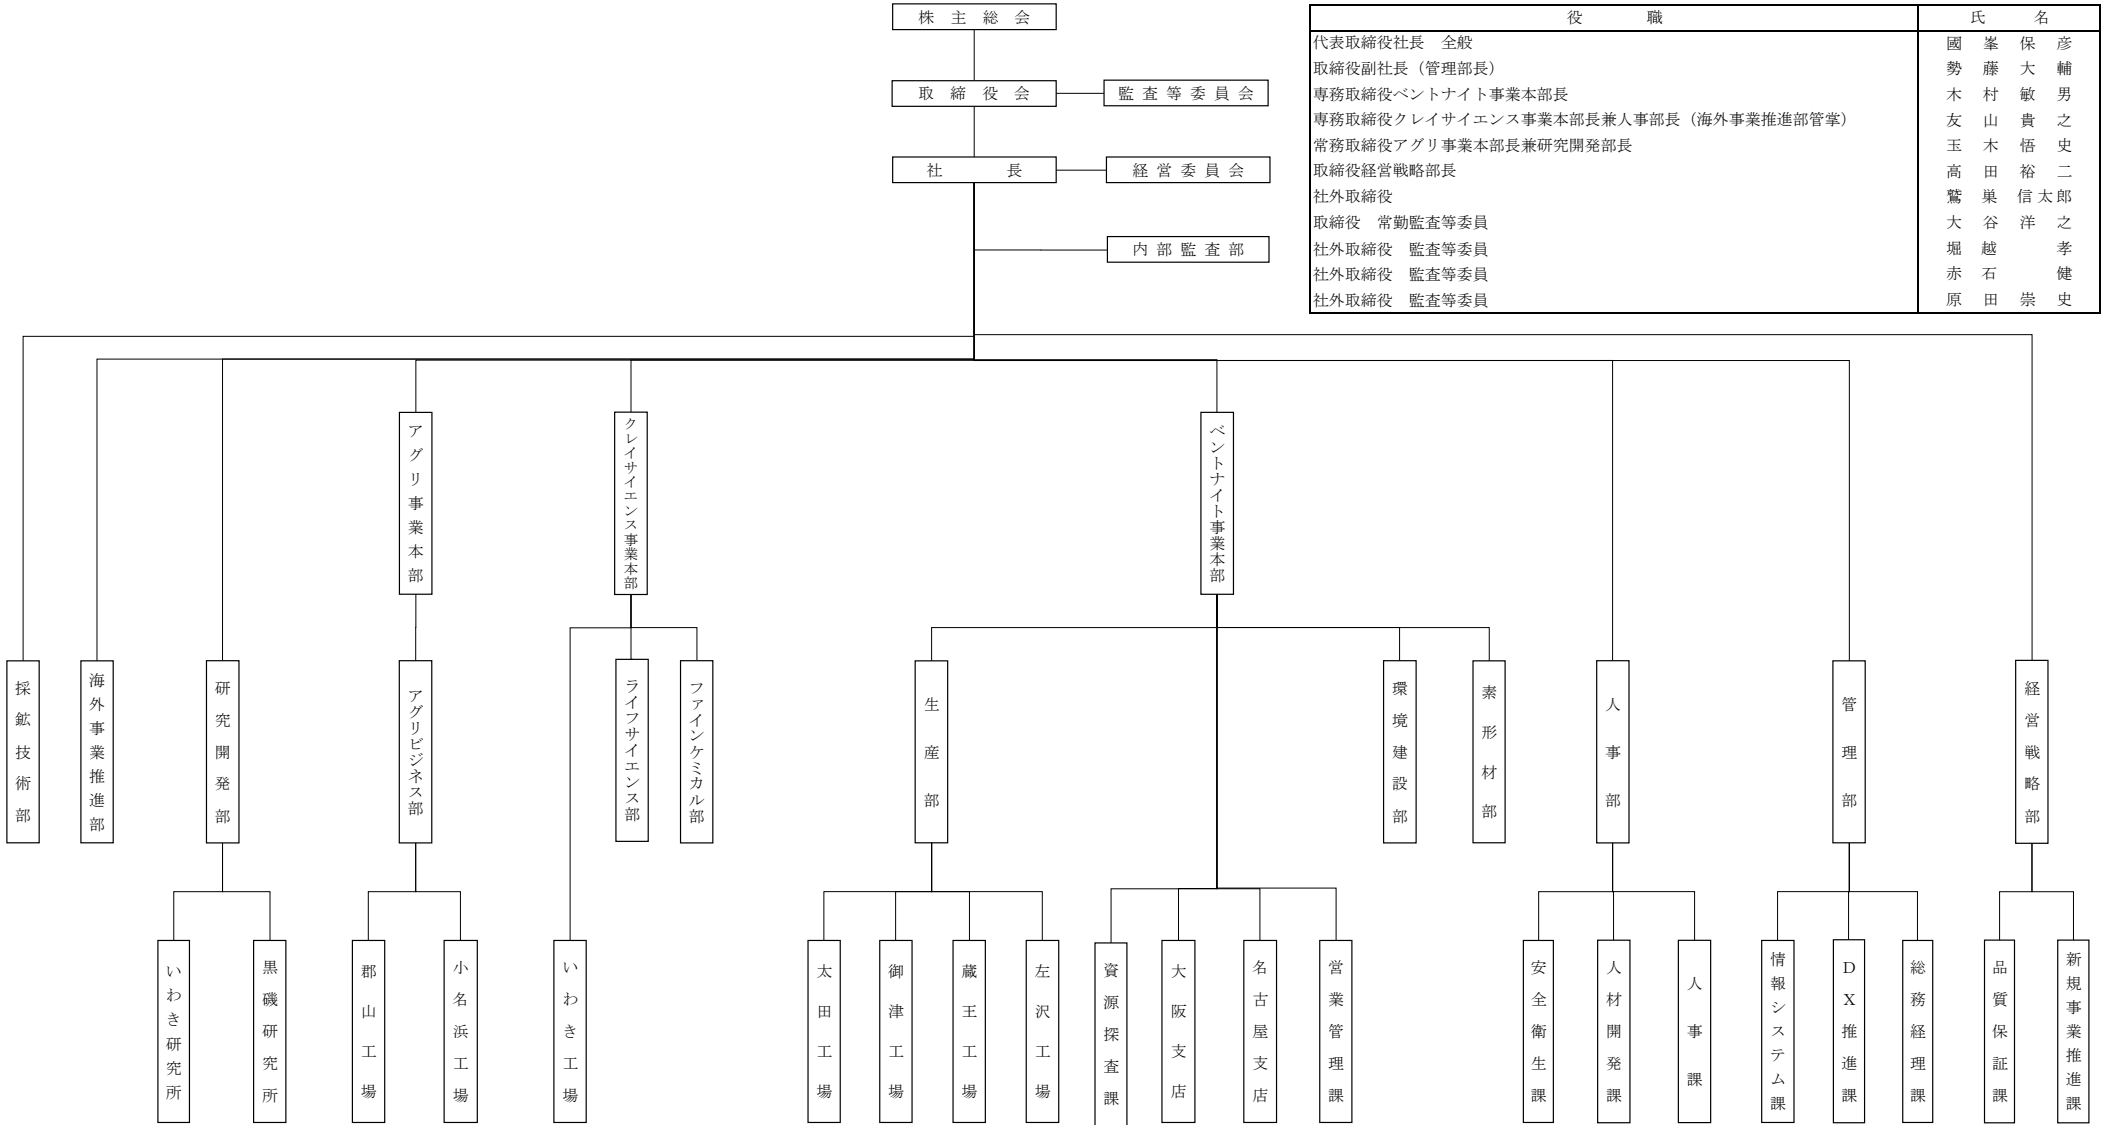 株主総会
取締役会
監査等委員会
社長
経営委員会
内部監査部
役職 氏名
代表取締役社長　全般 國峯保彦
取締役副社長（管理部長） 勢藤大輔
専務取締役ベントナイト事業本部長 木村敏男
専務取締役クレイサイエンス事業本部長兼人事部長（海外事業推進部管掌） 友山貴之
常務取締役アグリ事業本部長兼研究開発部長 玉木悟史
取締役経営戦略部長 高田裕二
社外取締役 鷲巣信太郎
取締役　常勤監査等委員 大谷洋之
社外取締役　監査等委員 堀越孝
社外取締役　監査等委員 赤石健
社外取締役　監査等委員 原田崇史
アグリ事業本部
クレイサイエンス事業本部
ベントナイト事業本部
採鉱技術部
海外事業推進部
研究開発部
アグリビジネス部
ライフサイエンス部
ファインケミカル部
生産部
環境建設部
素形材部
人事部
管理部
経営戦略部
いわき研究所
黒磯研究所
郡山工場
小名浜工場
いわき工場
太田工場
御津工場
蔵王工場
左沢工場
資源探査課
大阪支店
名古屋支店
営業管理課
安全衛生課
人材開発課
人事課
情報システム課
DX推進課
総務経理課
品質保証課
新規事業推進課